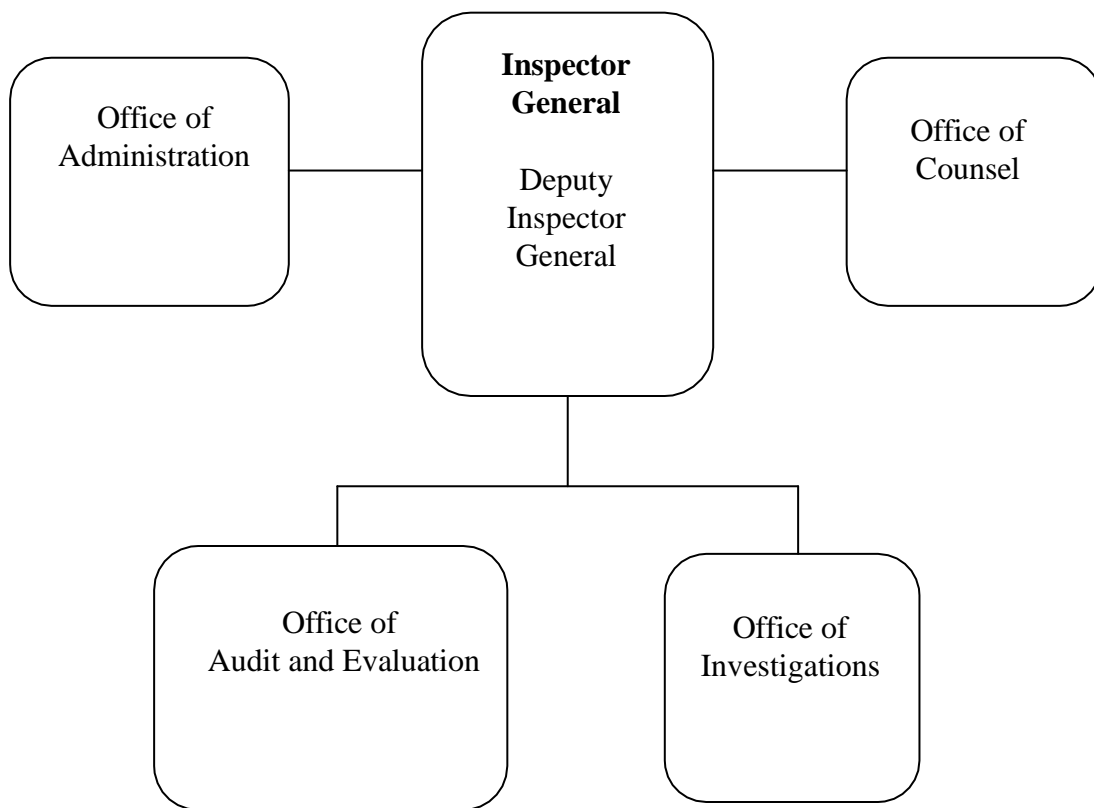 Inspector
General
Deputy
Inspector
General
Office of
Administration
Office of
Counsel
Office of
Audit and Evaluation
Office of
Investigations